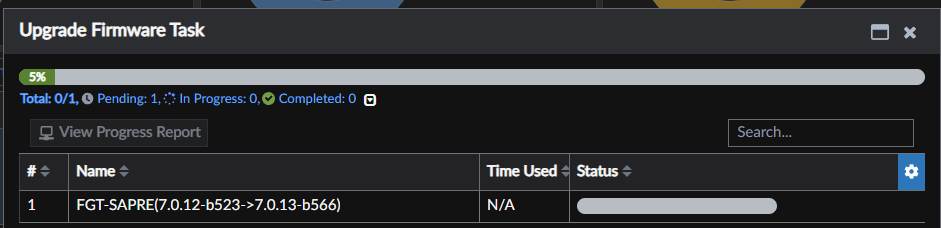 Upgrade Firmware Task
5%
Total: 0/1, Pending: 1, In Progress: 0, Completed: 0
View Progress Report
Search...
# Name Time Used Status
1 FGT-SAPRE(7.0.12-b523->7.0.13-b566) N/A